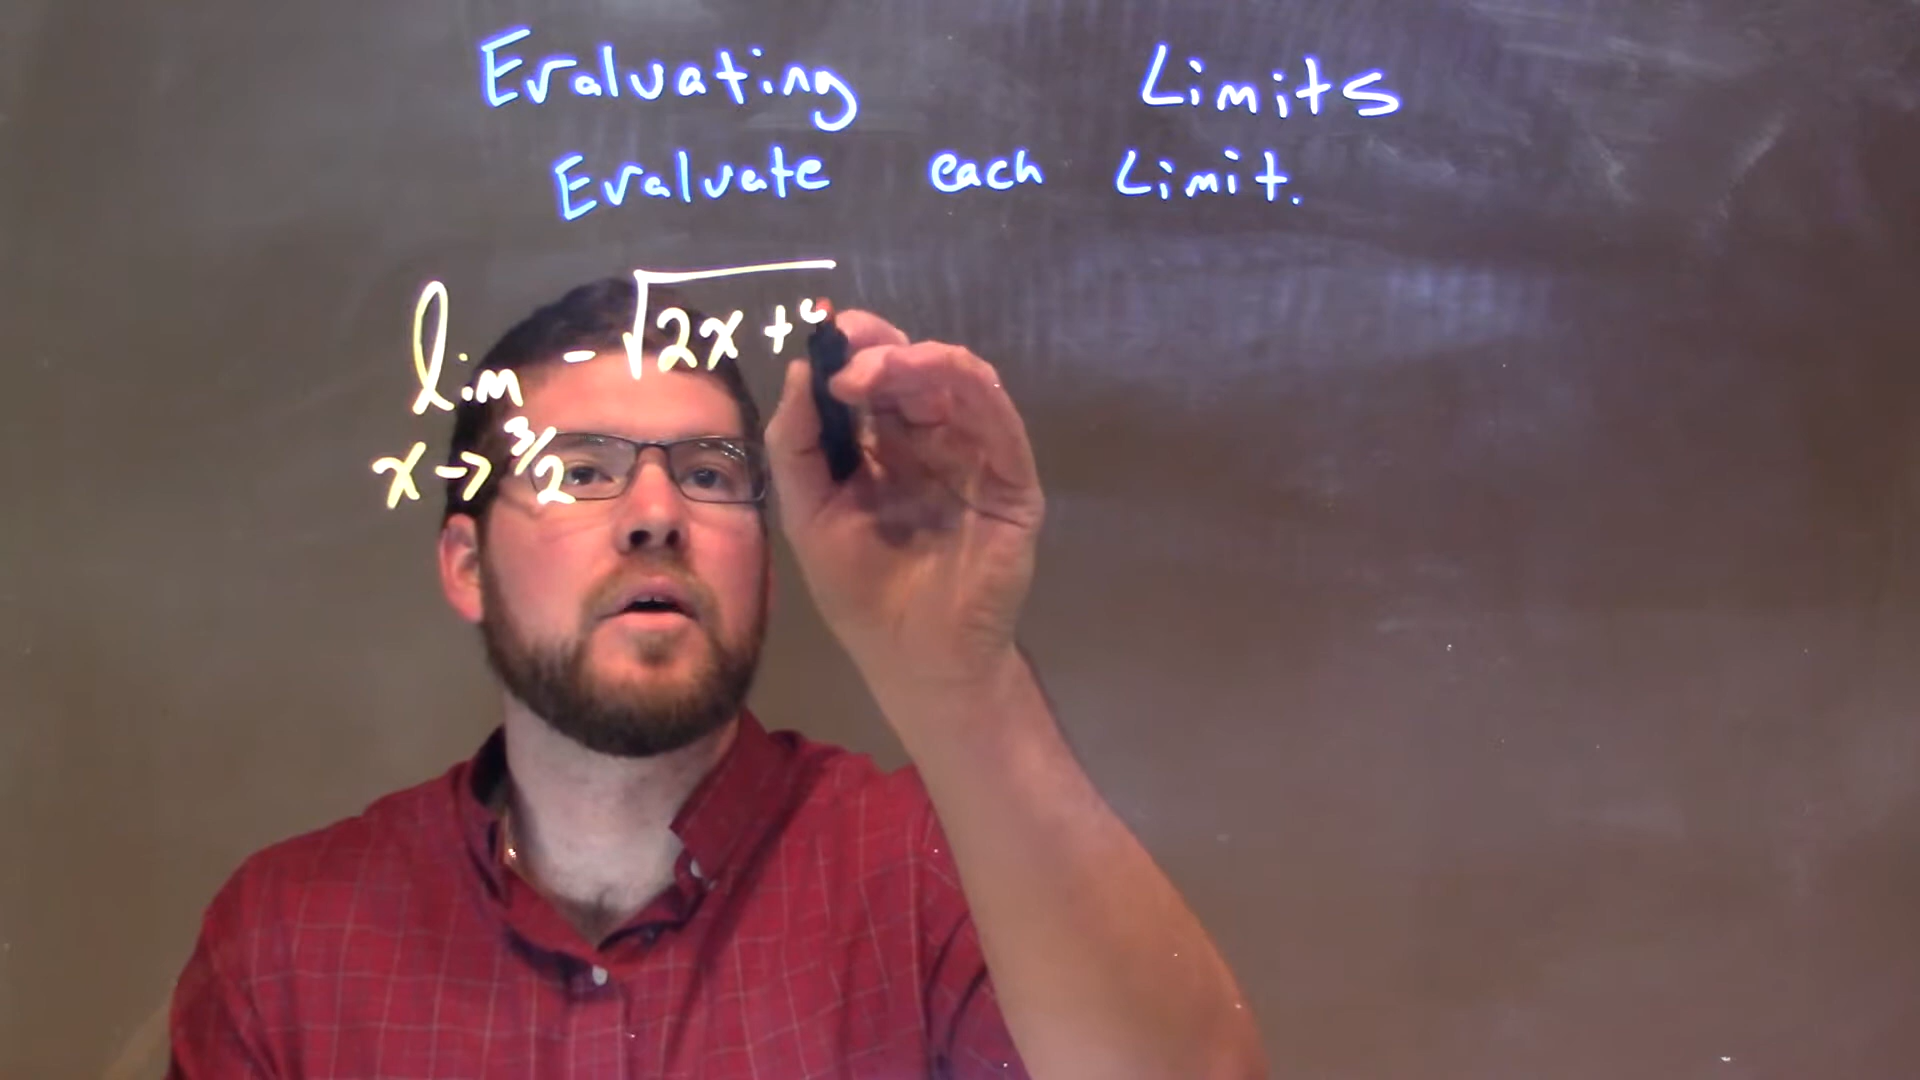 Evaluating Limits
Evaluate each Limit.
lim - √2x +
x → 3/2